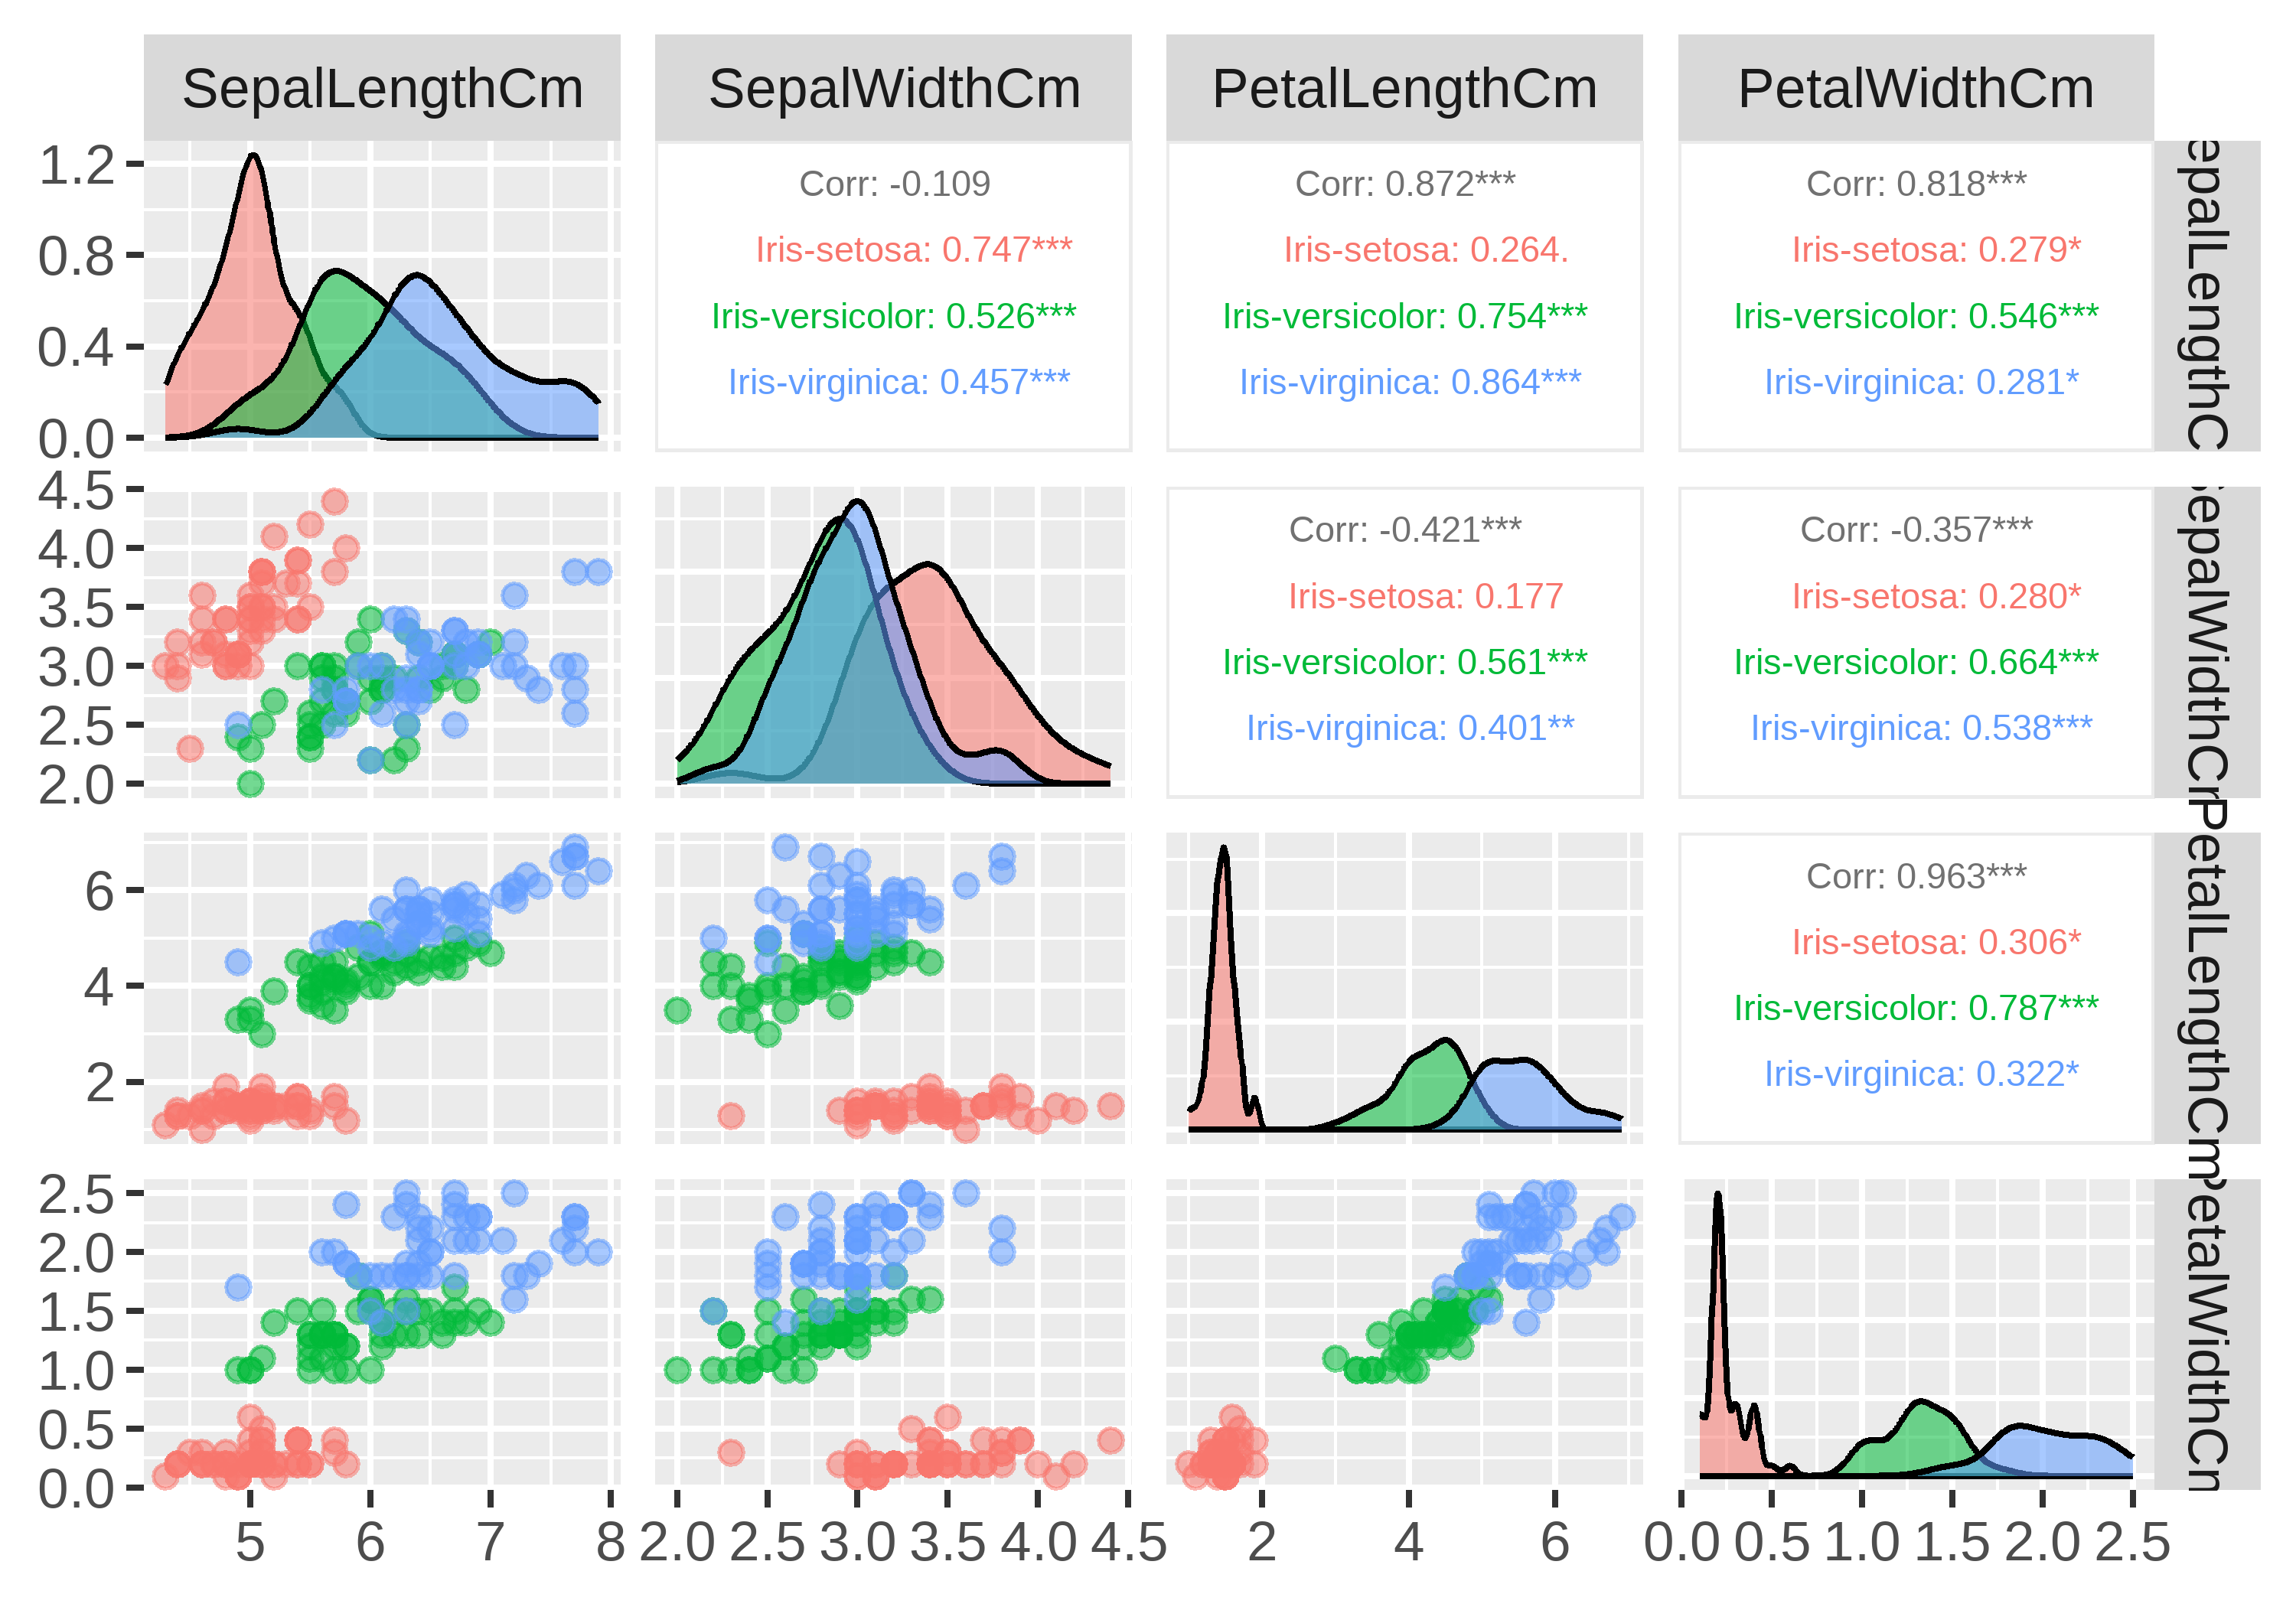 SepalLengthCm SepalWidthCm PetalLengthCm PetalWidthCm
1.2
0.8
0.4
0.0
Corr: -0.109
Iris-setosa: 0.747***
Iris-versicolor: 0.526***
Iris-virginica: 0.457***
Corr: 0.872***
Iris-setosa: 0.264.
Iris-versicolor: 0.754***
Iris-virginica: 0.864***
Corr: 0.818***
Iris-setosa: 0.279*
Iris-versicolor: 0.546***
Iris-virginica: 0.281*
epalLengthC
4.5
4.0
3.5
3.0
2.5
2.0
Corr: -0.421***
Iris-setosa: 0.177
Iris-versicolor: 0.561***
Iris-virginica: 0.401**
Corr: -0.357***
Iris-setosa: 0.280*
Iris-versicolor: 0.664***
Iris-virginica: 0.538***
SepalWidthCm
6
4
2
Corr: 0.963***
Iris-setosa: 0.306*
Iris-versicolor: 0.787***
Iris-virginica: 0.322*
PetalLengthCm
2.5
2.0
1.5
1.0
0.5
0.0
PetalWidthCm
5 6 7 8
2.0 2.5 3.0 3.5 4.0 4.5
2 4 6
0.0 0.5 1.0 1.5 2.0 2.5